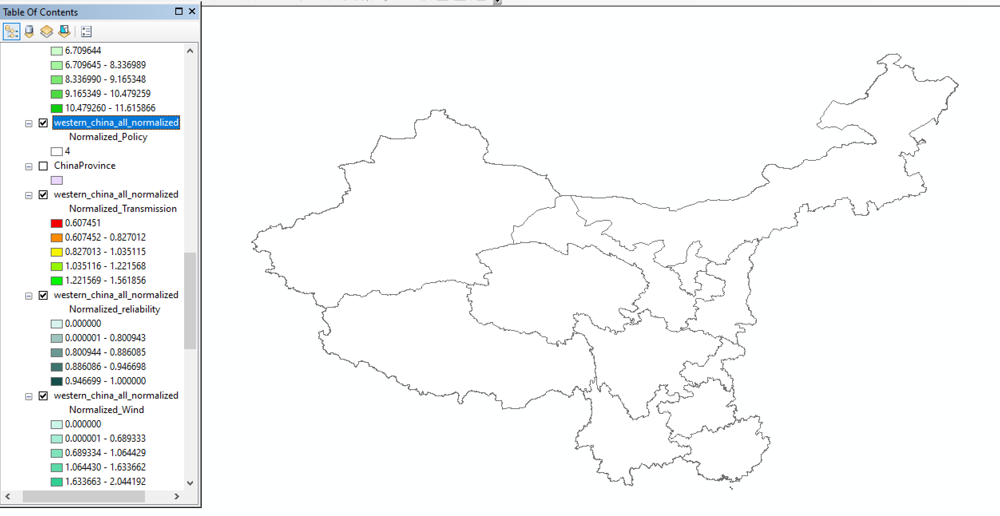 Table Of Contents
6.709644
6.709645 - 8.336989
8.336990 - 9.165348
9.165349 - 10.479259
10.479260 - 11.615866
western_china_all_normalized
Normalized_Policy
4
ChinaProvince
western_china_all_normalized
Normalized_Transmission
0.607451
0.607452 - 0.827012
0.827013 - 1.035115
1.035116 - 1.221568
1.221569 - 1.561856
western_china_all_normalized
Normalized_reliability
0.000000
0.000001 - 0.800943
0.800944 - 0.886085
0.886086 - 0.946698
0.946699 - 1.000000
western_china_all_normalized
Normalized_Wind
0.000000
0.000001 - 0.689333
0.689334 - 1.064429
1.064430 - 1.633662
1.633663 - 2.044192